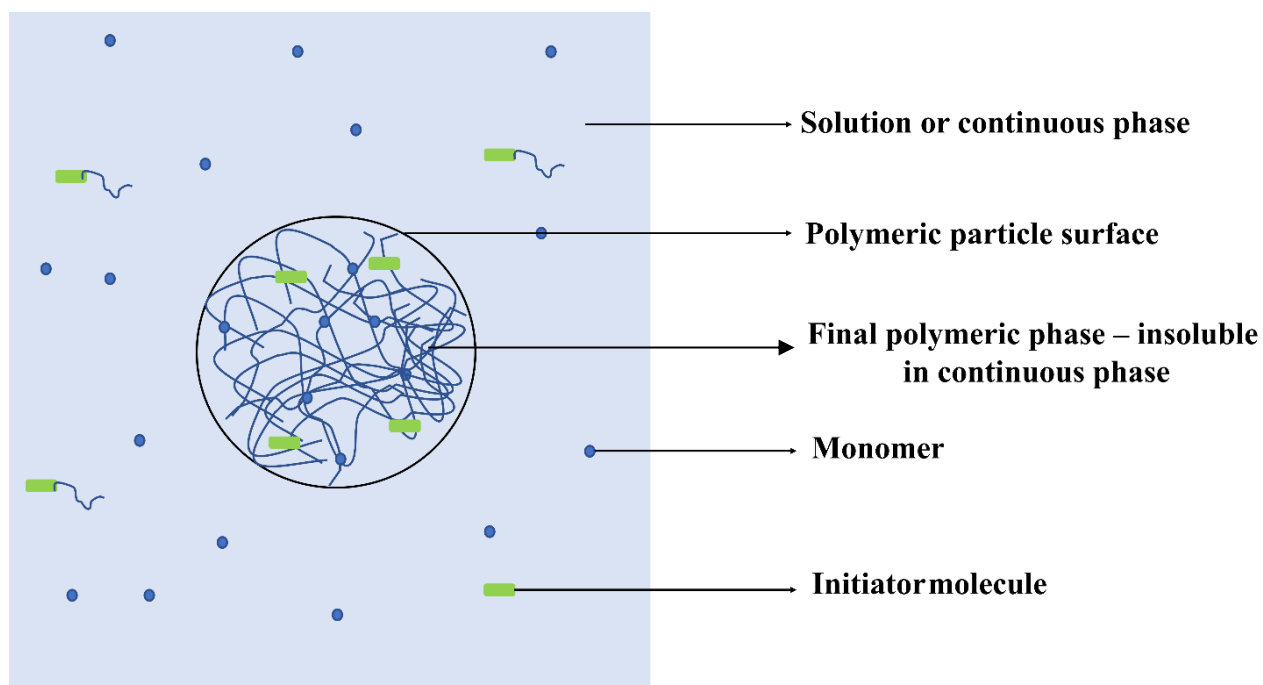 Solution or continuous phase
Polymeric particle surface
Final polymeric phase – insoluble
in continuous phase
Monomer
Initiator molecule